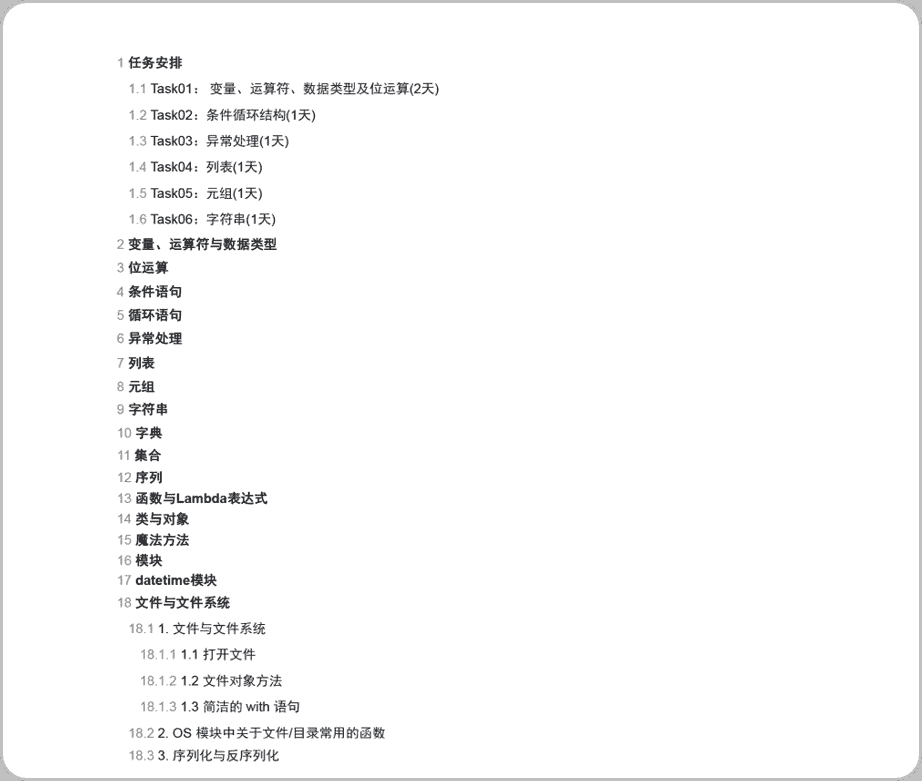 1 任务安排
1.1 Task01： 变量、运算符、数据类型及位运算(2天)
1.2 Task02：条件循环结构(1天)
1.3 Task03：异常处理(1天)
1.4 Task04：列表(1天)
1.5 Task05：元组(1天)
1.6 Task06：字符串(1天)
2 变量、运算符与数据类型
3 位运算
4 条件语句
5 循环语句
6 异常处理
7 列表
8 元组
9 字符串
10 字典
11 集合
12 序列
13 函数与Lambda表达式
14 类与对象
15 魔法方法
16 模块
17 datetime模块
18 文件与文件系统
18.1 1. 文件与文件系统
18.1.1 1.1 打开文件
18.1.2 1.2 文件对象方法
18.1.3 1.3 简洁的 with 语句
18.2 2. OS 模块中关于文件/目录常用的函数
18.3 3. 序列化与反序列化